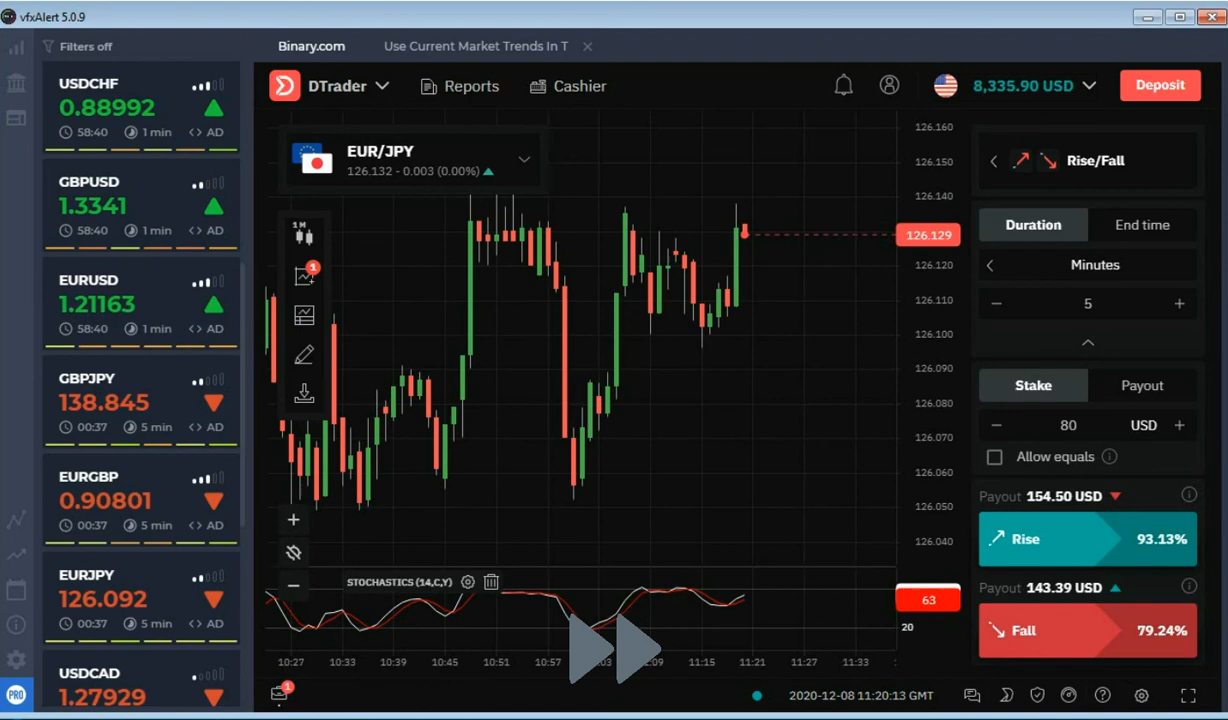 vfxAlert 5.0.9
Filters off
Binary.com
Use Current Market Trends In T
USDCHF
0.88992
58:40
1 min
AD
GBPUSD
1.3341
58:40
1 min
AD
EURUSD
1.21163
58:40
1 min
AD
GBPJPY
138.845
00:37
5 min
AD
EURGBP
0.90801
00:37
5 min
AD
EURJPY
126.092
00:37
5 min
AD
USDCAD
1.27929
PRO
DTrader
Reports
Cashier
8,335.90 USD
Deposit
EUR/JPY
126.132 - 0.003 (0.00%)
1M
1
126.160
126.150
126.140
126.129
126.120
126.110
126.100
126.090
126.080
126.070
126.060
126.050
126.040
STOCHASTICS (14,C,Y)
63
20
10:27
10:33
10:39
10:45
10:51
10:57
:03
:09
11:15
11:21
11:27
11:33
1
2020-12-08 11:20:13 GMT
Rise/Fall
Duration
End time
Minutes
− 5 +
Stake
Payout
− 80 USD +
Allow equals
Payout 154.50 USD
Rise 93.13%
Payout 143.39 USD
Fall 79.24%